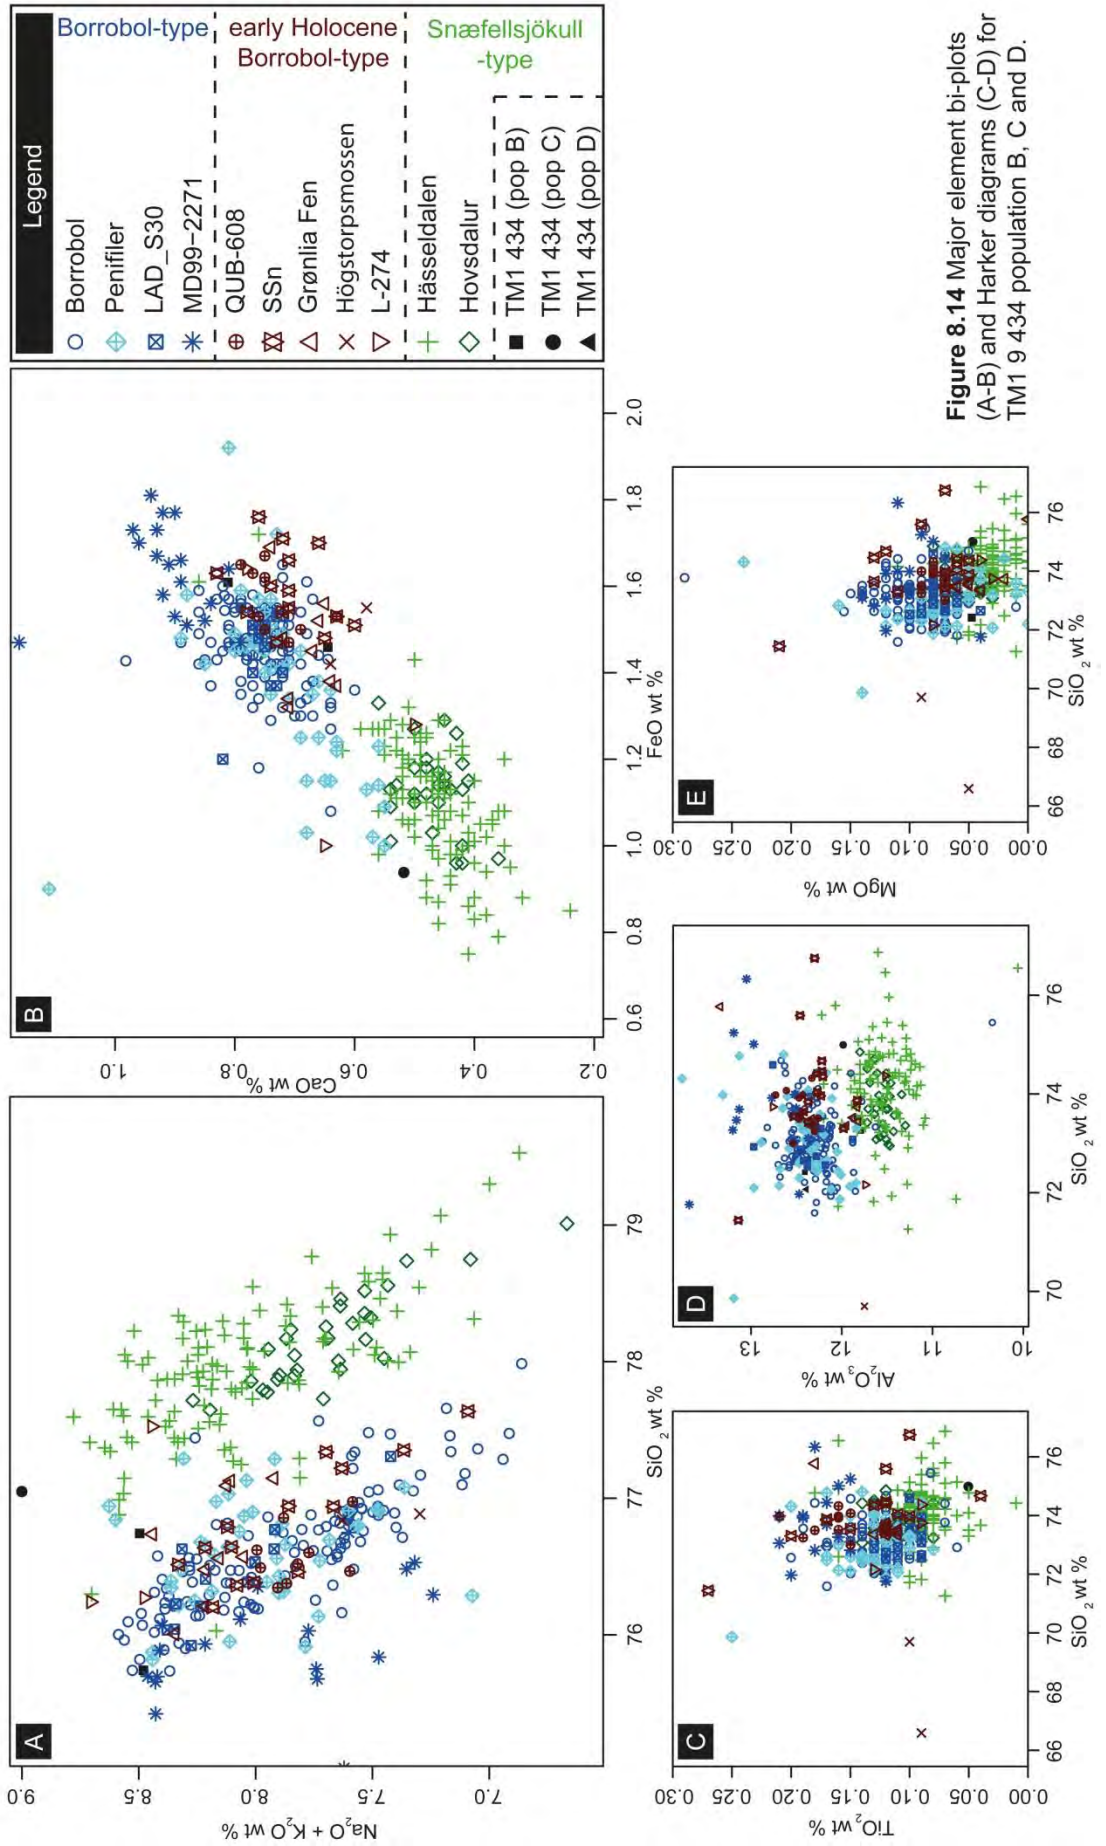 A
Na₂O + K₂O wt %
9.0
8.5
8.0
7.5
7.0
76
77
78
79
SiO₂ wt %
B
CaO wt %
1.0
0.8
0.6
0.4
0.2
0.6
0.8
1.0
1.2
1.4
1.6
1.8
2.0
FeO wt %
Legend
Borrobol
Penifiler
LAD_S30
MD99−2271
Borrobol-type
QUB-608
SSn
Grønlia Fen
Högstorpsmossen
L-274
early Holocene
Borrobol-type
Hässeldalen
Hovsdalur
Snæfellsjökull
-type
TM1 434 (pop B)
TM1 434 (pop C)
TM1 434 (pop D)
C
TiO₂ wt %
0.30
0.25
0.20
0.15
0.10
0.05
0.00
66
68
70
72
74
76
SiO₂ wt %
D
Al₂O₃ wt %
13
12
11
10
70
72
74
76
SiO₂ wt %
E
MgO wt %
0.30
0.25
0.20
0.15
0.10
0.05
0.00
66
68
70
72
74
76
SiO₂ wt %
Figure 8.14 Major element bi-plots
(A-B) and Harker diagrams (C-D) for
TM1 9 434 population B, C and D.